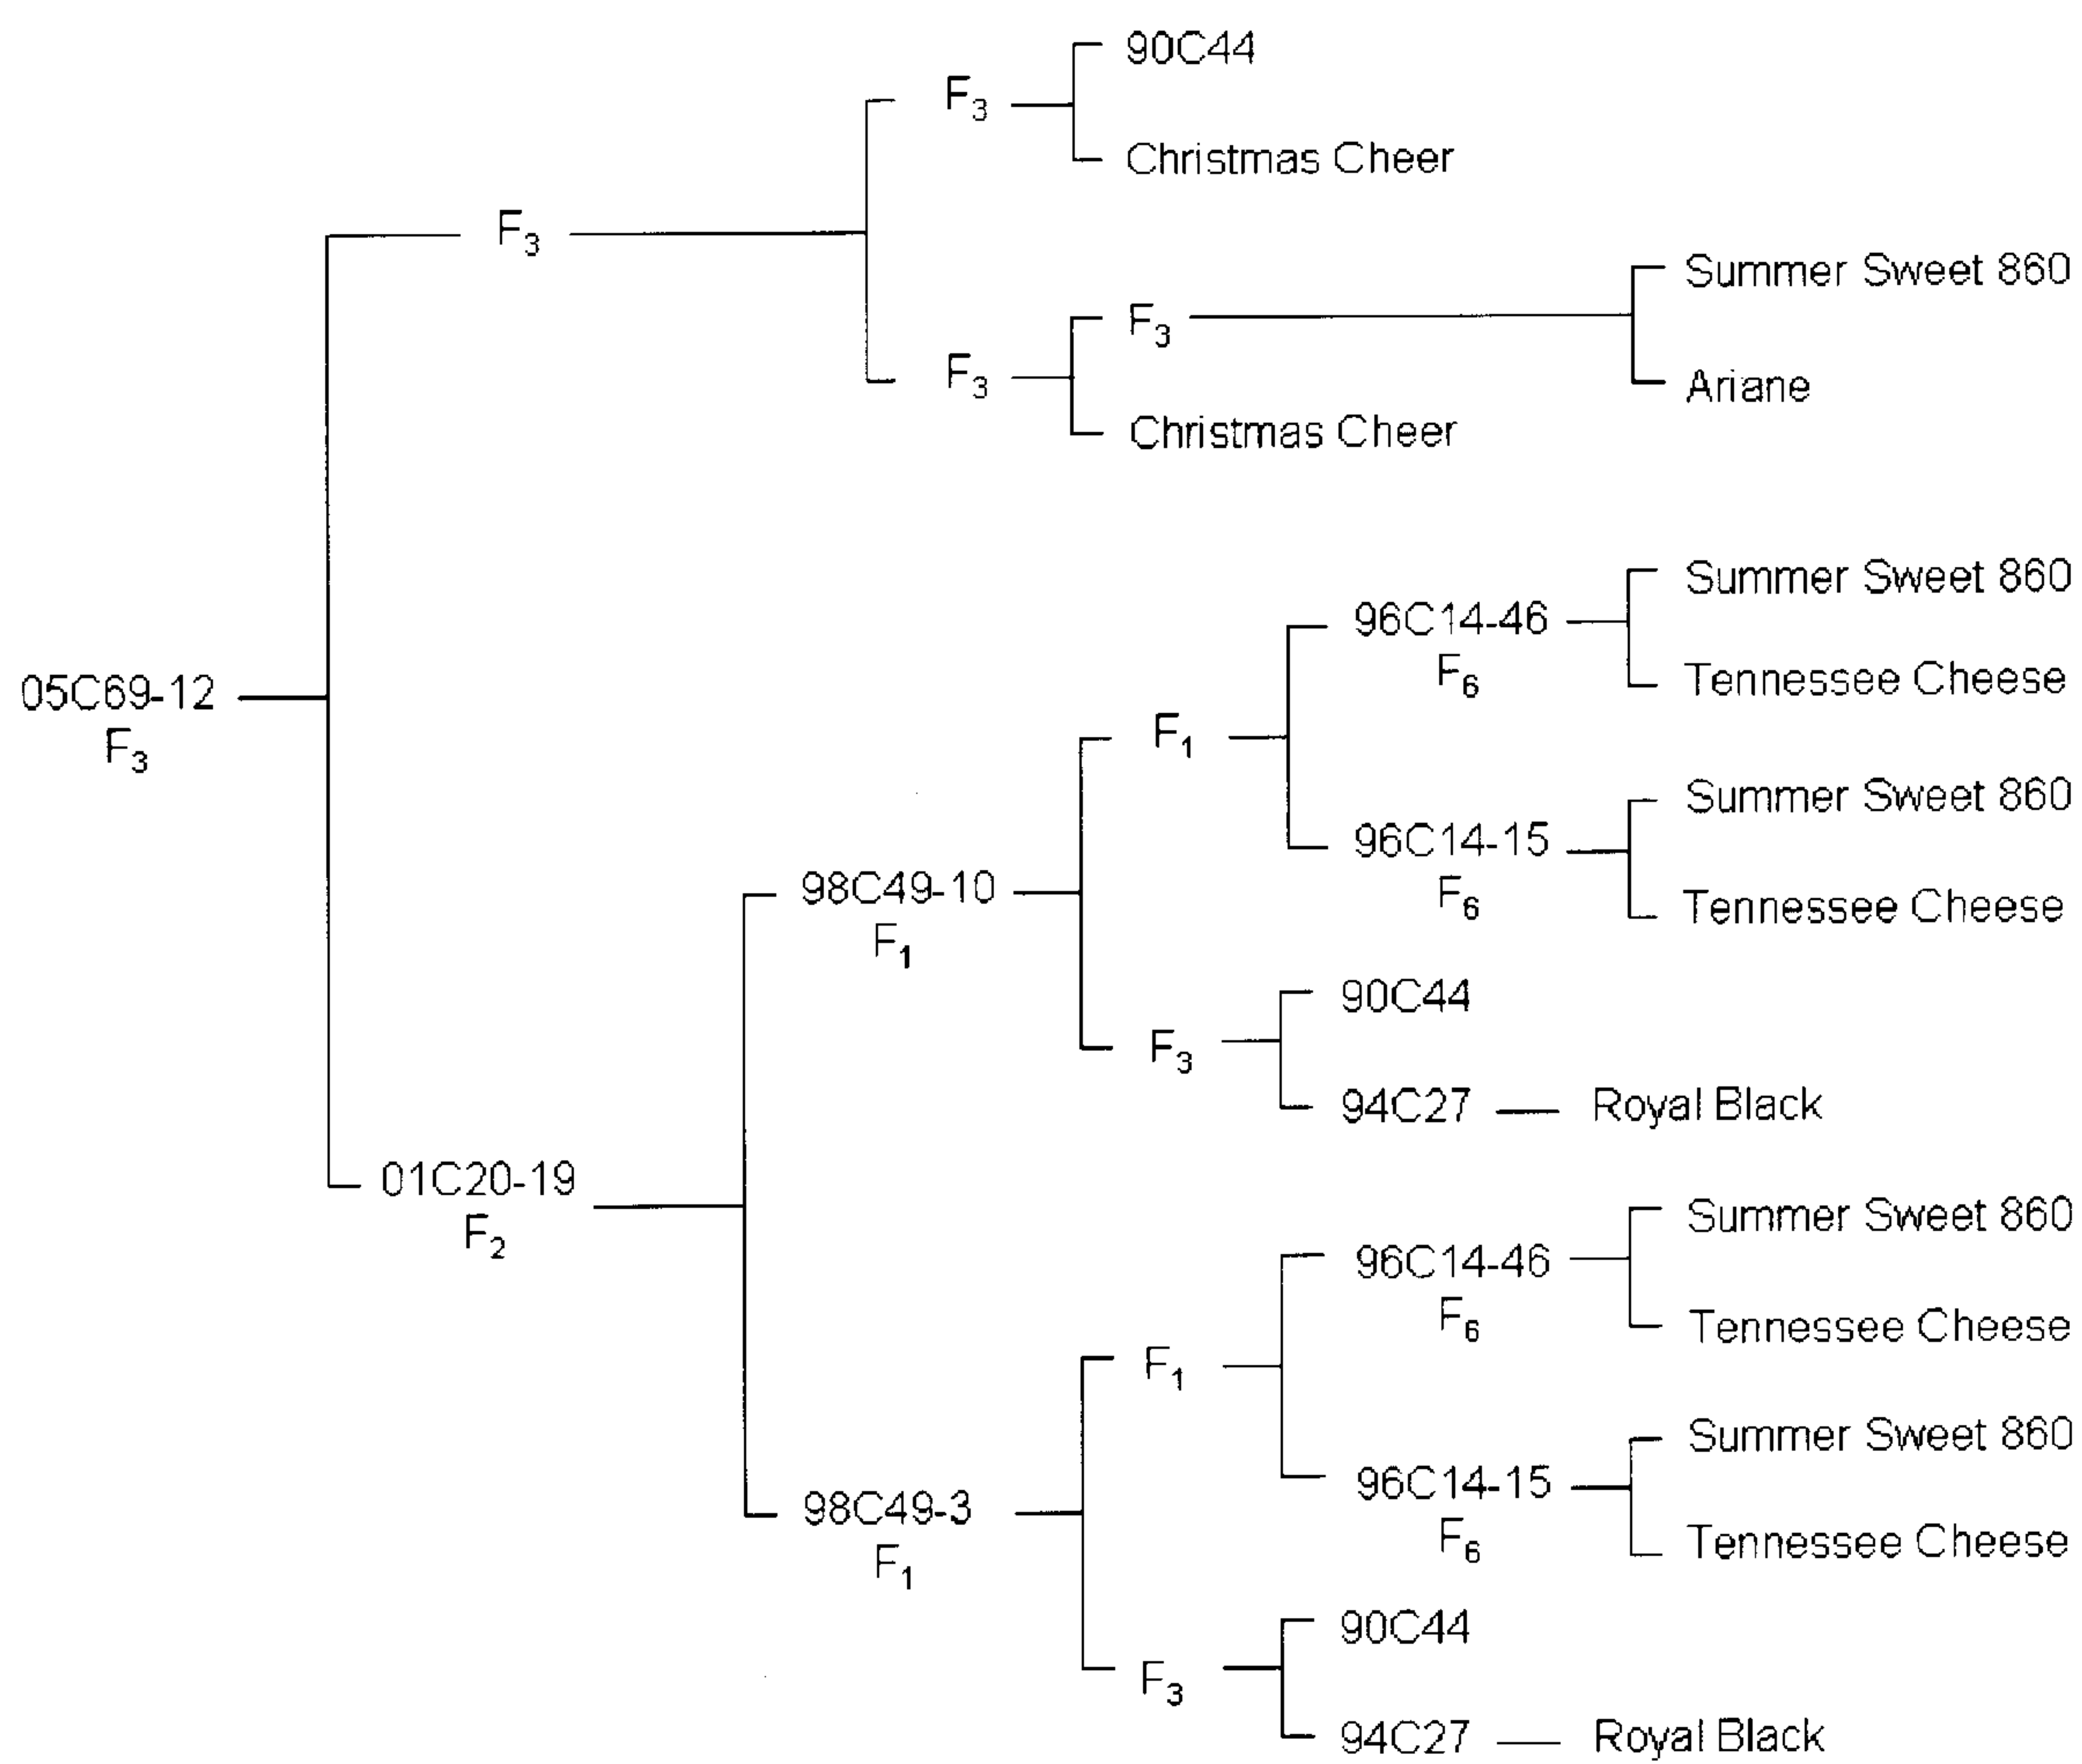 90C44
F3
Christmas Cheer
F3
Summer Sweet 860
F3
F3
Ariane
Christmas Cheer
Summer Sweet 860
96C14-46
F6
Tennessee Cheese
05C69-12
F3
F1
Summer Sweet 860
96C14-15
F6
Tennessee Cheese
98C49-10
F1
90C44
F3
94C27
Royal Black
01C20-19
F2
Summer Sweet 860
96C14-46
F6
Tennessee Cheese
F1
Summer Sweet 860
96C14-15
F6
Tennessee Cheese
98C49-3
F1
90C44
F3
94C27
Royal Black